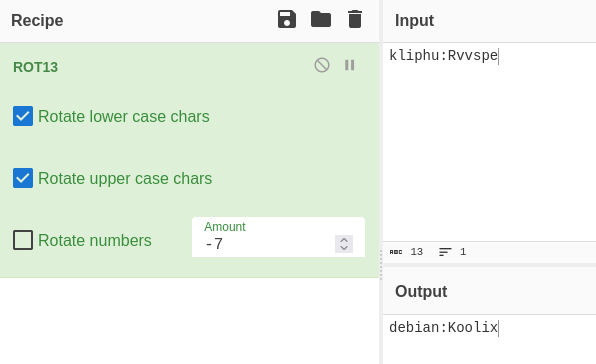 Recipe
ROT13
Rotate lower case chars
Rotate upper case chars
Rotate numbers
Amount
-7
Input
kliphu:Rvvspe
ABC 13 1
Output
debian:Koolix